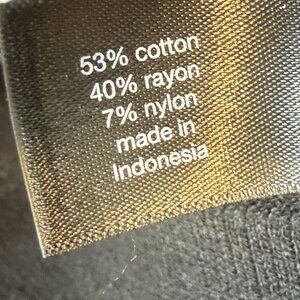 53% cotton
40% rayon
7% nylon
made in
Indonesia